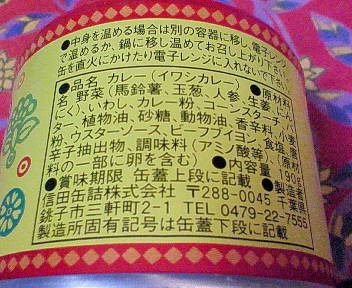 ●中身を温める場合は別の容器に移し、電子レンジ
で温めるか、鍋に移し温めてお召し上がり下さい。
缶を直火にかけたり電子レンジに入れないで下さい。
●品名 カレー(イワシカレー) ●原材料
名 野菜(馬鈴薯、玉葱、人参、生姜、にん
にく)、いわし、カレー粉、コーンスターチ、
植物油、砂糖、動物油、香辛料、小麦
粉、ウスターソース、ビーフブイヨン、食塩、
辛子抽出物、調味料(アミノ酸等)、(原材
料の一部に卵を含む) ●内容量 190g
●賞味期限 缶蓋上段に記載 ●製造者
信田缶詰株式会社 〒288-0045 千葉県
銚子市三軒町2-1 TEL 0479-22-7555
製造所固有記号は缶蓋下段に記載